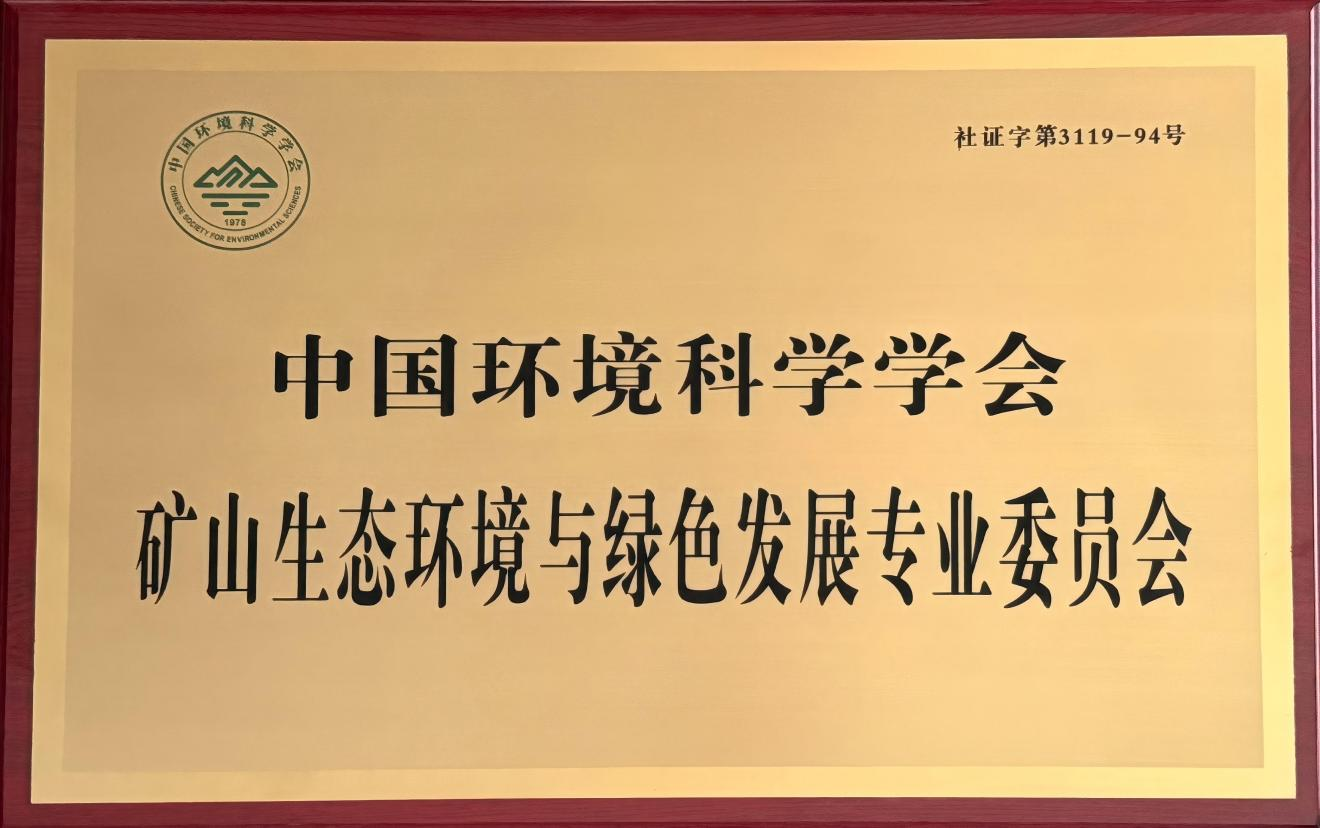 中国环境科学学会
1978
CHINESE SOCIETY FOR ENVIRONMENTAL SCIENCES
社证字第3119-94号
中国环境科学学会
矿山生态环境与绿色发展专业委员会